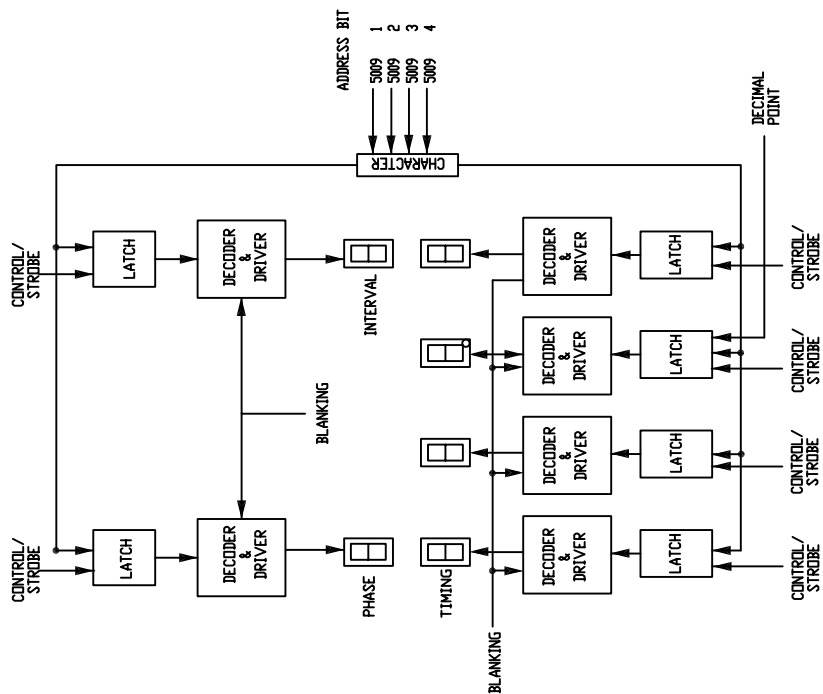 ADDRESS BIT
5009 1
5009 2
5009 3
5009 4
CHARACTER
DECIMAL
POINT
CONTROL/
STROBE
LATCH
DECODER
&
DRIVER
INTERVAL
BLANKING
CONTROL/
STROBE
LATCH
DECODER
&
DRIVER
PHASE
TIMING
BLANKING
DECODER
&
DRIVER
LATCH
CONTROL/
STROBE
DECODER
&
DRIVER
LATCH
CONTROL/
STROBE
DECODER
&
DRIVER
LATCH
CONTROL/
STROBE
DECODER
&
DRIVER
LATCH
CONTROL/
STROBE